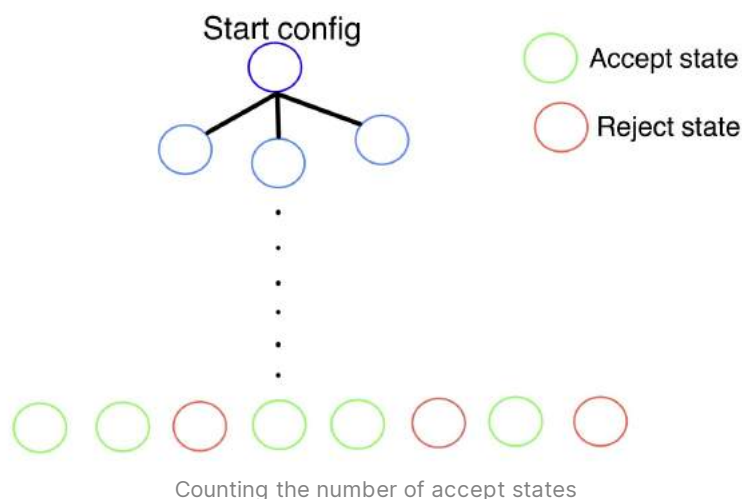 Start config
Accept state
Reject state
Counting the number of accept states